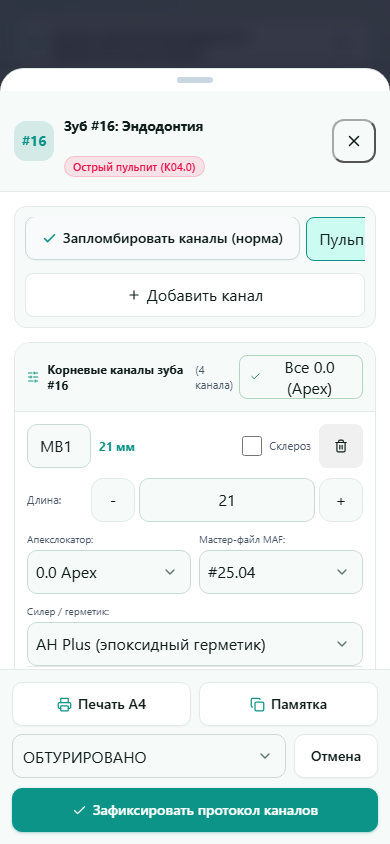 #16
Зуб #16: Эндодонтия
Острый пульпит (K04.0)
Запломбировать каналы (норма)
Пульп
+ Добавить канал
Корневые каналы зуба #16
(4 канала)
Все 0.0 (Apex)
MB1
21 мм
Склероз
Длина:
-
21
+
Апекслокатор:
Мастер-файл MAF:
0.0 Apex
#25.04
Силер / герметик:
AH Plus (эпоксидный герметик)
Печать А4
Памятка
ОБТУРИРОВАНО
Отмена
Зафиксировать протокол каналов